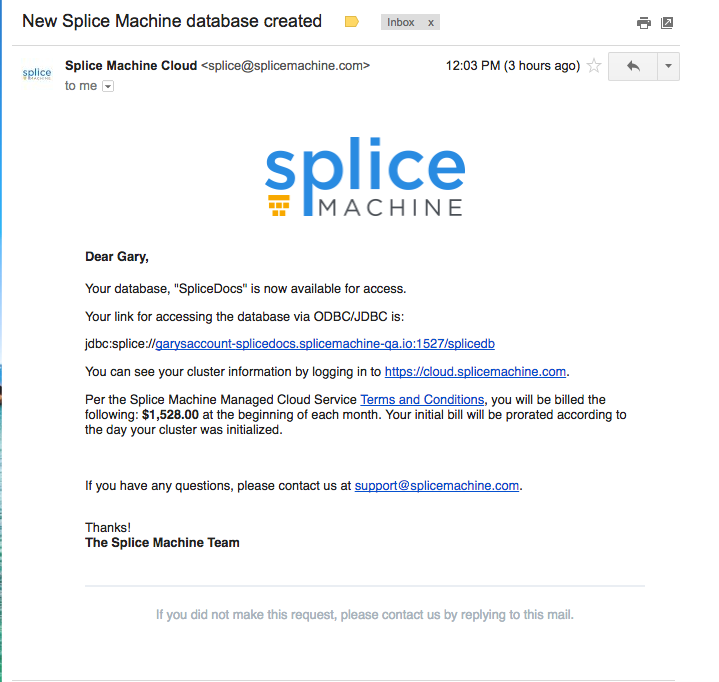 New Splice Machine database created Inbox x
Splice Machine Cloud <splice@splicemachine.com> 12:03 PM (3 hours ago)
splice
MACHINE
to me
splice
MACHINE
Dear Gary,
Your database, "SpliceDocs" is now available for access.
Your link for accessing the database via ODBC/JDBC is:
jdbc:splice://garysaccount-splicedocs.splicemachine-qa.io:1527/splicedb
You can see your cluster information by logging in to https://cloud.splicemachine.com.
Per the Splice Machine Managed Cloud Service Terms and Conditions, you will be billed the
following: $1,528.00 at the beginning of each month. Your initial bill will be prorated according to
the day your cluster was initialized.
If you have any questions, please contact us at support@splicemachine.com.
Thanks!
The Splice Machine Team
If you did not make this request, please contact us by replying to this mail.